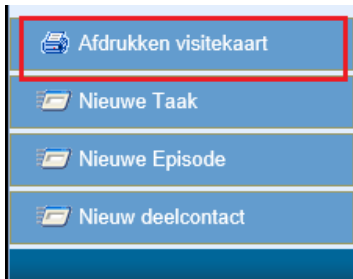 Afdrukken visitekaart
Nieuwe Taak
Nieuwe Episode
Nieuw deelcontact